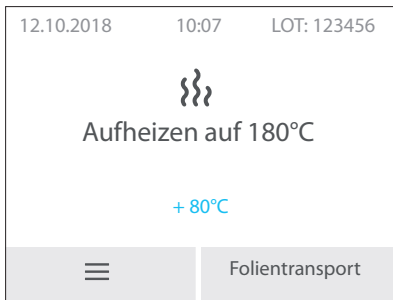 12.10.2018 10:07 LOT: 123456
Aufheizen auf 180°C
+ 80°C
Folientransport